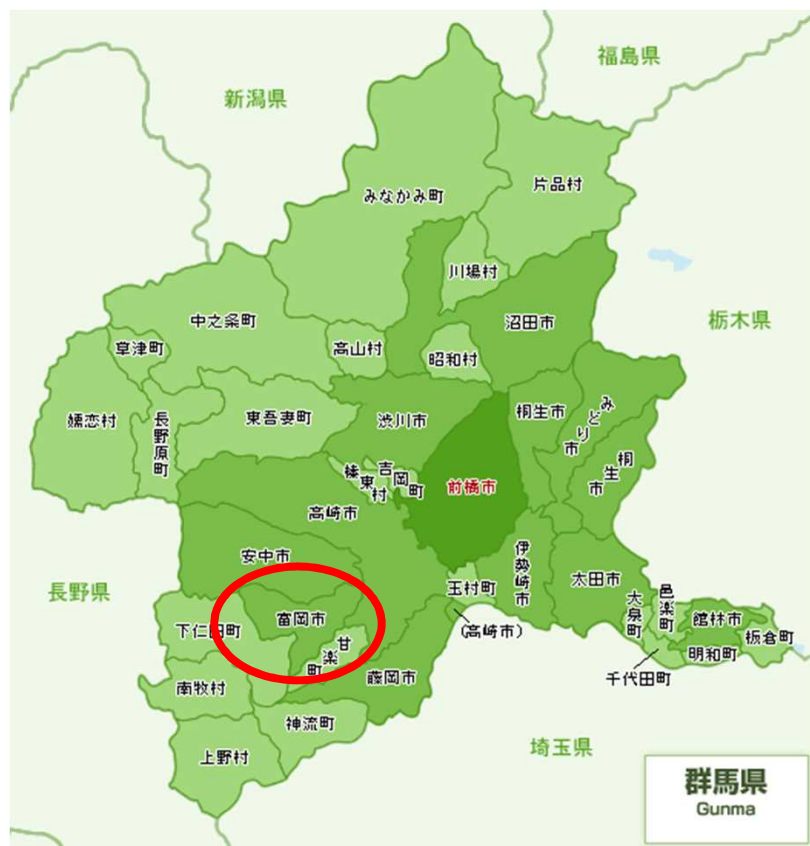 福島県
新潟県
片品村
みなかみ町
川場村
栃木県
中之条町
沼田市
草津町
高山村
昭和村
嬬恋村
長野原町
東吾妻町
渋川市
桐生市
みどり市
桐生市
榛東村
吉岡町
前橋市
高崎市
安中市
伊勢崎市
太田市
長野県
玉村町
大泉町
邑楽町
館林市
板倉町
富岡市
下仁田町
甘楽町
(高崎市)
明和町
千代田町
藤岡市
南牧村
神流町
上野村
埼玉県
群馬県
Gunma